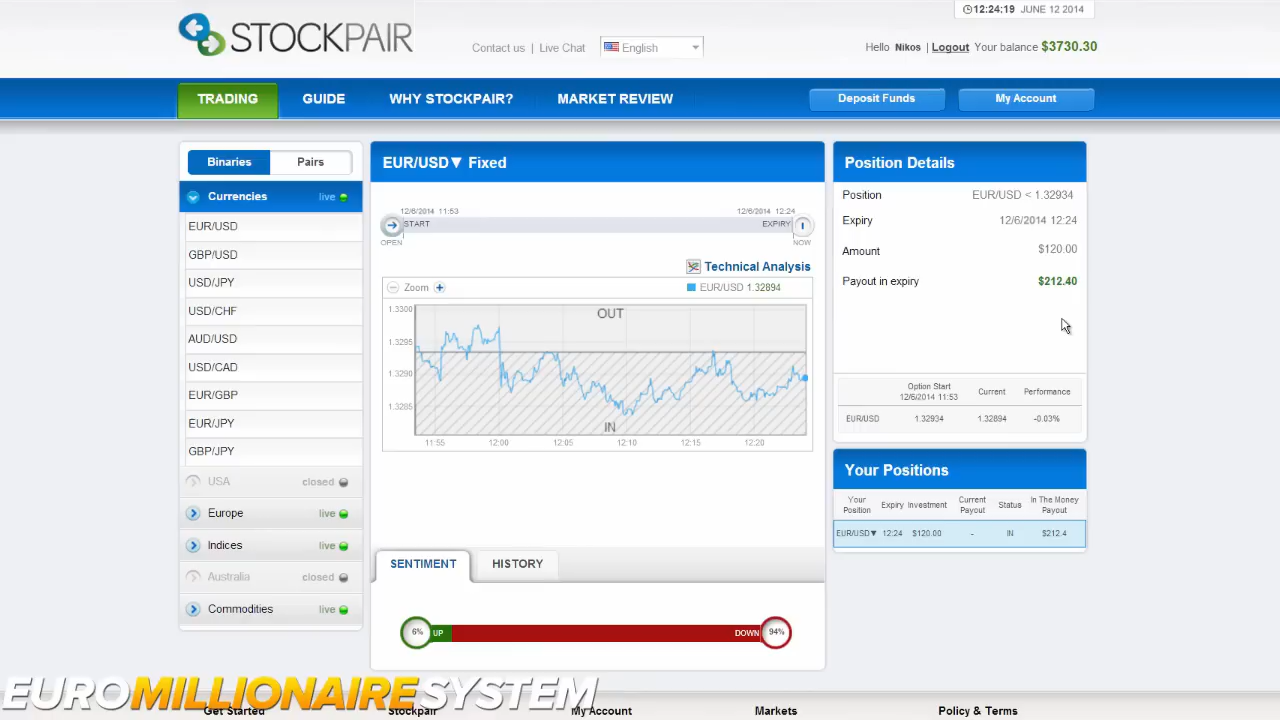 12:24:19 JUNE 12 2014
STOCKPAIR
Contact us | Live Chat
English
Hello Nikos | Logout Your balance $3730.30
TRADING
GUIDE
WHY STOCKPAIR?
MARKET REVIEW
Deposit Funds
My Account
Binaries
Pairs
Currencies live
EUR/USD
GBP/USD
USD/JPY
USD/CHF
AUD/USD
USD/CAD
EUR/GBP
EUR/JPY
GBP/JPY
USA closed
Europe live
Indices live
Australia closed
Commodities live
EUR/USD▼ Fixed
12/6/2014 11:53
12/6/2014 12:24
START
EXPIRY
OPEN
NOW
Technical Analysis
Zoom
EUR/USD 1.32894
1.3300
1.3295
1.3290
1.3285
OUT
IN
11:55 12:00 12:05 12:10 12:15 12:20
SENTIMENT
HISTORY
6% UP
DOWN 94%
Position Details
Position EUR/USD < 1.32934
Expiry 12/6/2014 12:24
Amount $120.00
Payout in expiry $212.40
Option Start
12/6/2014 11:53
Current
Performance
EUR/USD 1.32934 1.32894 -0.03%
Your Positions
Your
Position
Expiry
Investment
Current
Payout
Status
In The Money
Payout
EUR/USD▼ 12:24 $120.00 - IN $212.4
EUROMILLIONAIRESYSTEM
Get Started
Stockpair
My Account
Markets
Policy & Terms